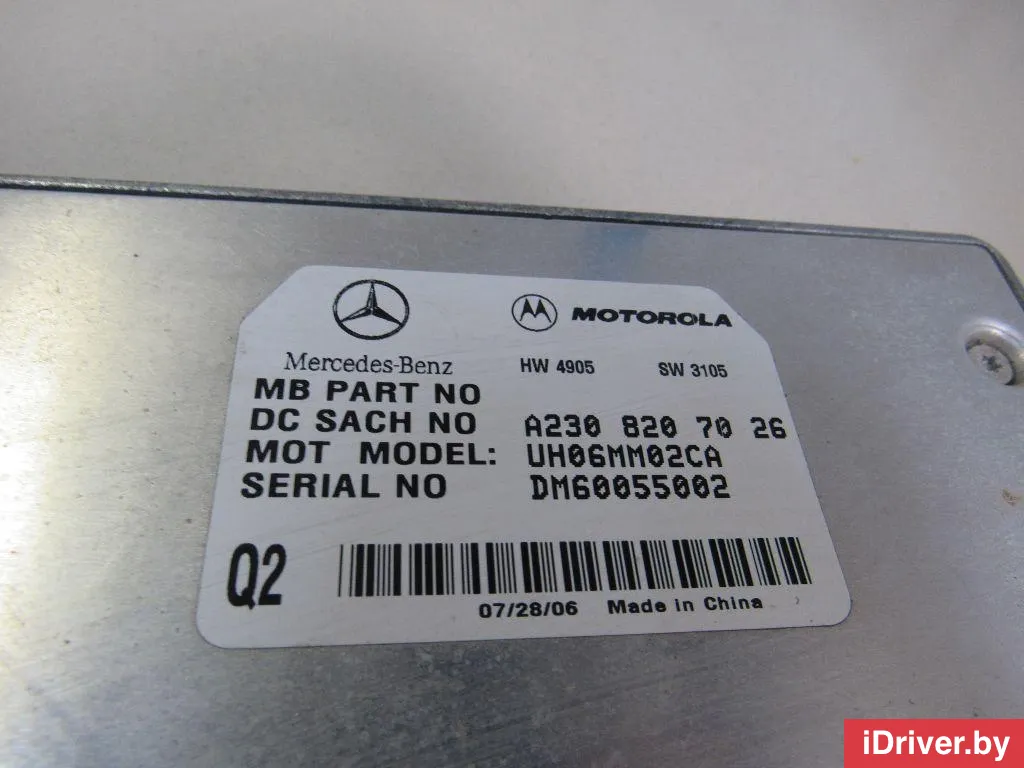 MOTOROLA
Mercedes-Benz HW 4905 SW 3105
MB PART NO
DC SACH NO A230 820 70 26
MOT MODEL: UH06MM02CA
SERIAL NO DM60055002
Q2
07/28/06 Made in China
iDriver.by